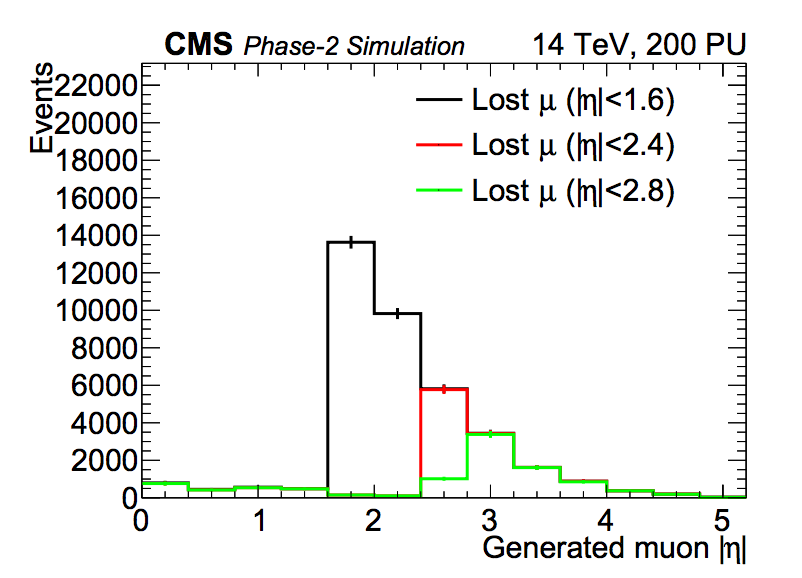 CMS Phase-2 Simulation 14 TeV, 200 PU
Events
22000
20000
18000
16000
14000
12000
10000
8000
6000
4000
2000
0
Lost μ (|η|<1.6)
Lost μ (|η|<2.4)
Lost μ (|η|<2.8)
0 1 2 3 4 5
Generated muon |η|